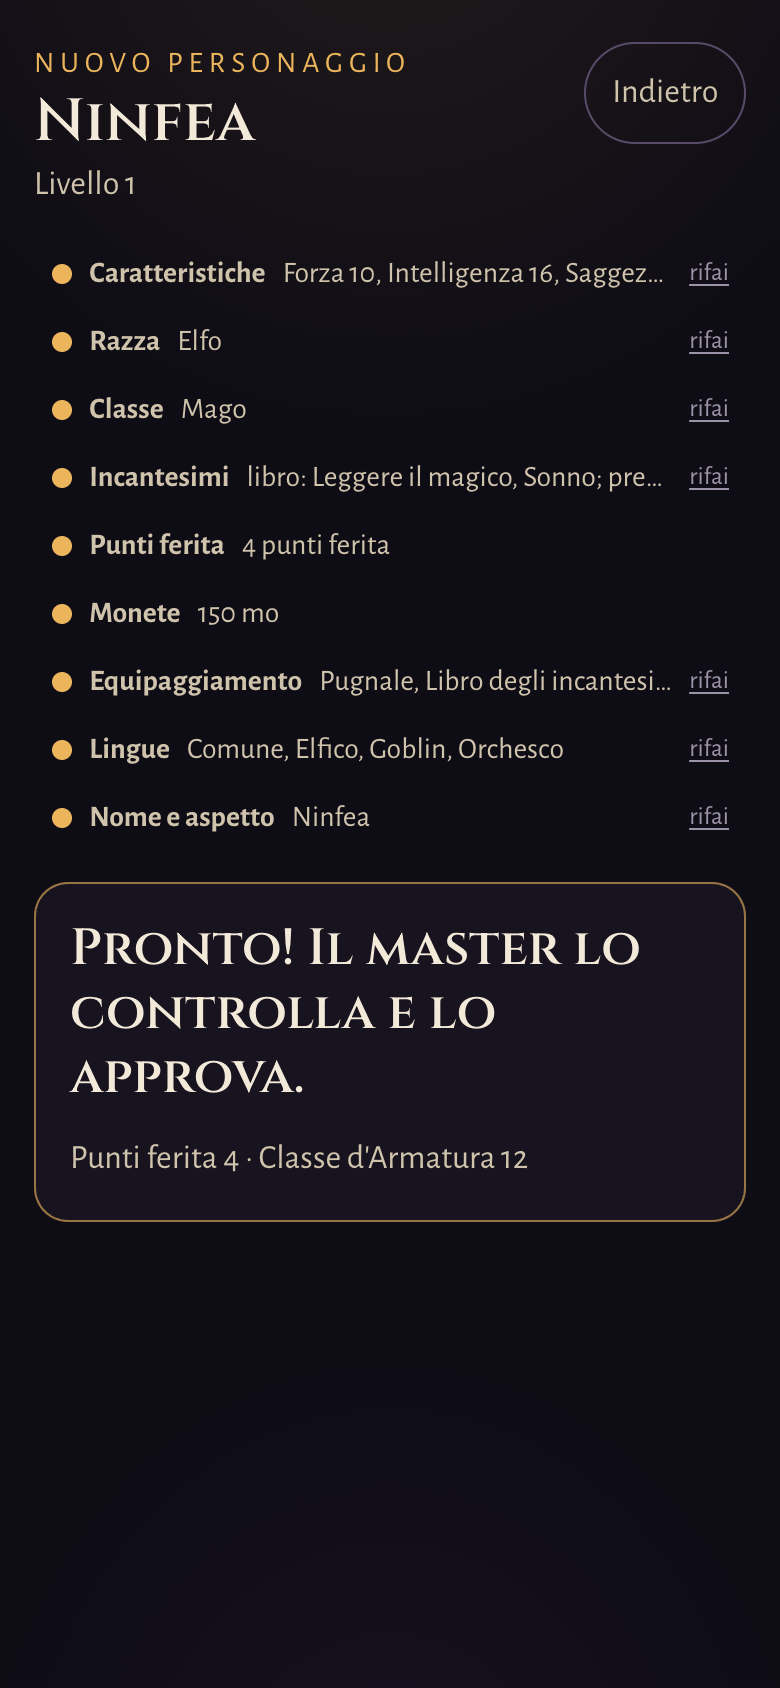 NUOVO PERSONAGGIO
Ninfea
Indietro
Livello 1
Caratteristiche Forza 10, Intelligenza 16, Saggez... rifai
Razza Elfo rifai
Classe Mago rifai
Incantesimi libro: Leggere il magico, Sonno; pre... rifai
Punti ferita 4 punti ferita
Monete 150 mo
Equipaggiamento Pugnale, Libro degli incantesi... rifai
Lingue Comune, Elfico, Goblin, Orchesco rifai
Nome e aspetto Ninfea rifai
Pronto! Il master lo
controlla e lo
approva.
Punti ferita 4 · Classe d'Armatura 12